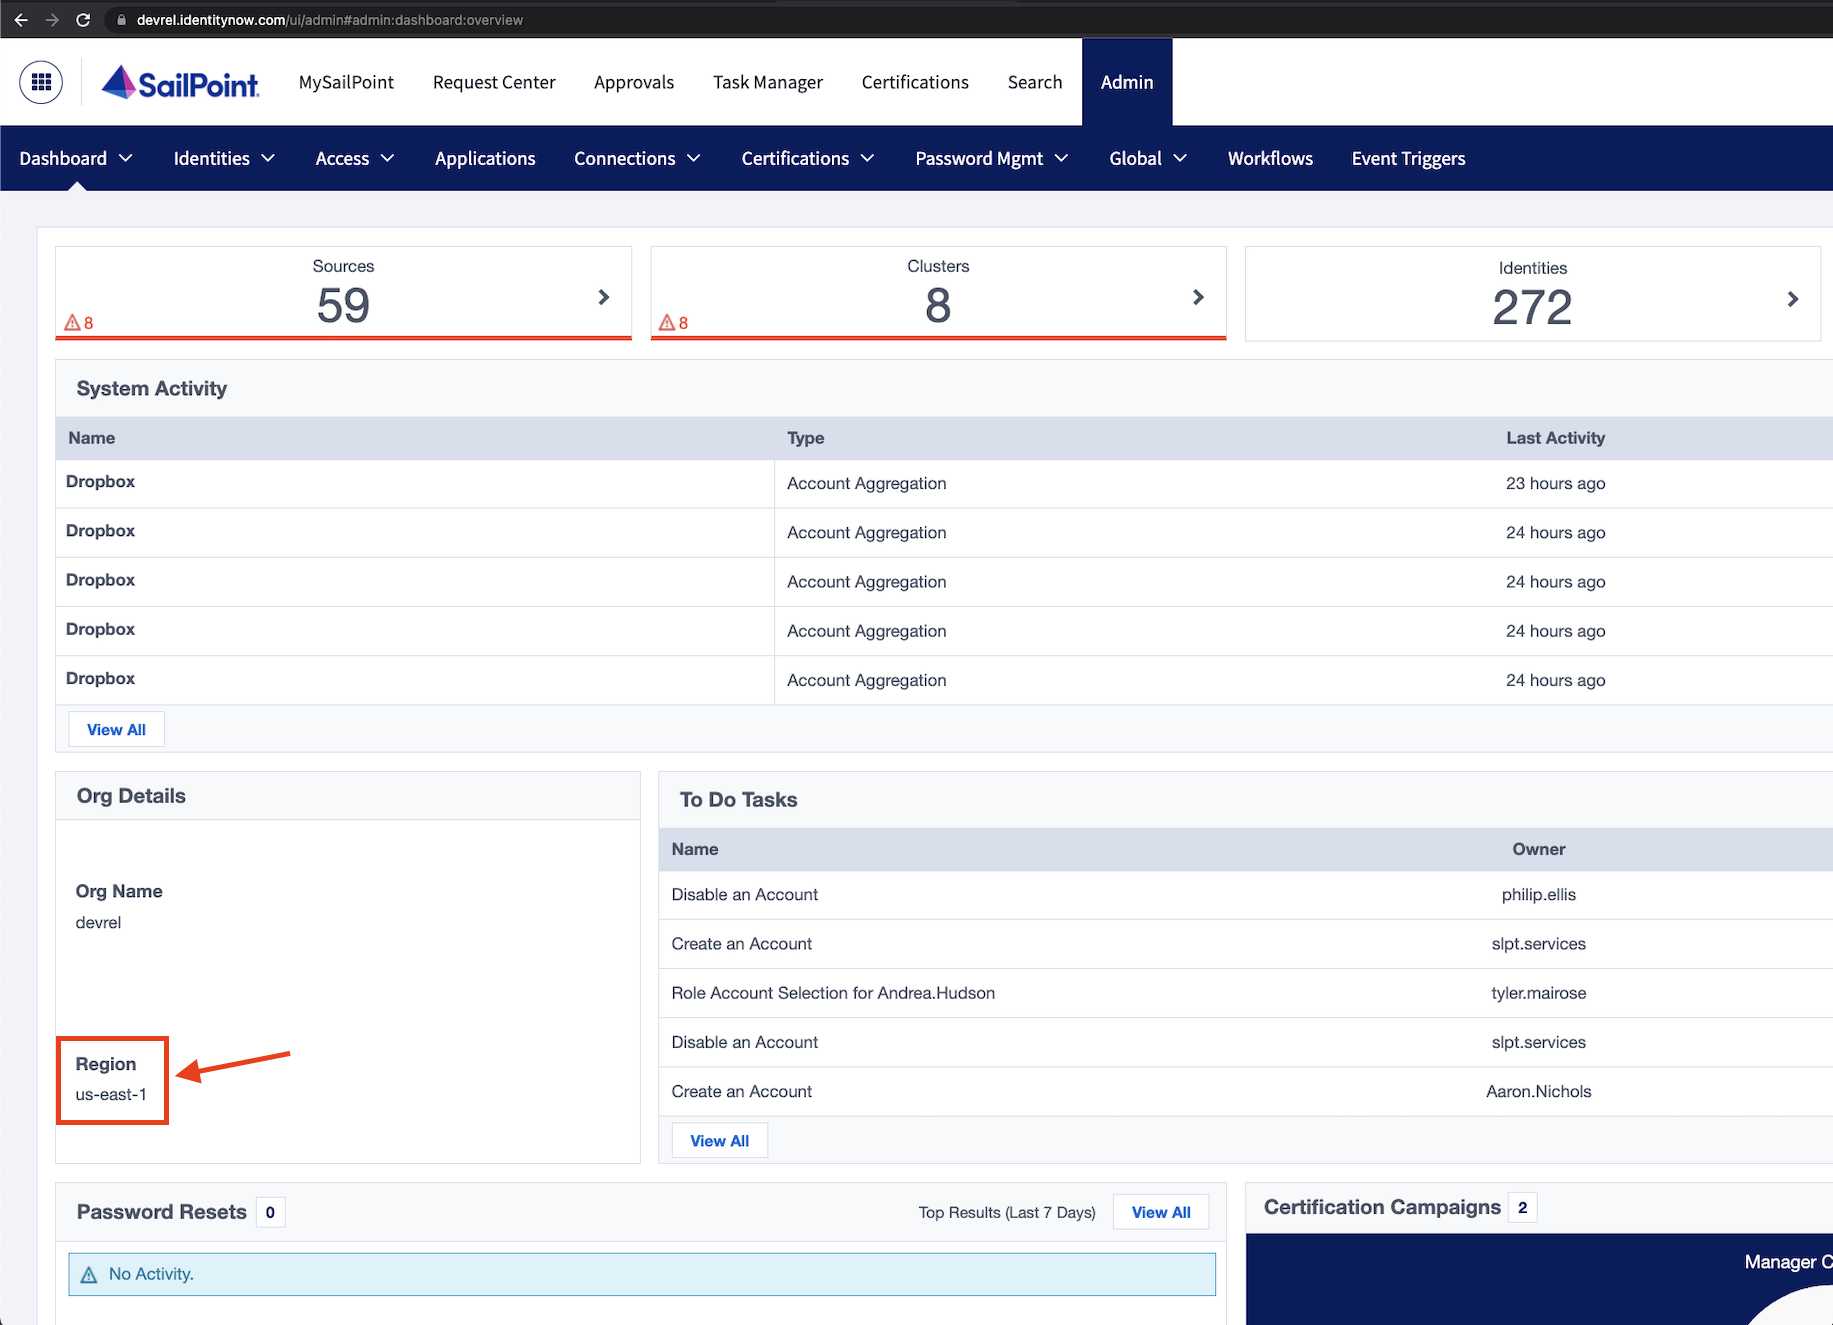 devrel.identitynow.com/ui/admin#admin:dashboard:overview
SailPoint
MySailPoint Request Center Approvals Task Manager Certifications Search Admin
Dashboard Identities Access Applications Connections Certifications Password Mgmt Global Workflows Event Triggers
Sources
59
8
Clusters
8
8
Identities
272
System Activity
Name Type Last Activity
Dropbox Account Aggregation 23 hours ago
Dropbox Account Aggregation 24 hours ago
Dropbox Account Aggregation 24 hours ago
Dropbox Account Aggregation 24 hours ago
Dropbox Account Aggregation 24 hours ago
View All
Org Details
Org Name
devrel
Region
us-east-1
To Do Tasks
Name Owner
Disable an Account philip.ellis
Create an Account slpt.services
Role Account Selection for Andrea.Hudson tyler.mairose
Disable an Account slpt.services
Create an Account Aaron.Nichols
View All
Password Resets 0
Top Results (Last 7 Days) View All
No Activity.
Certification Campaigns 2
Manager C